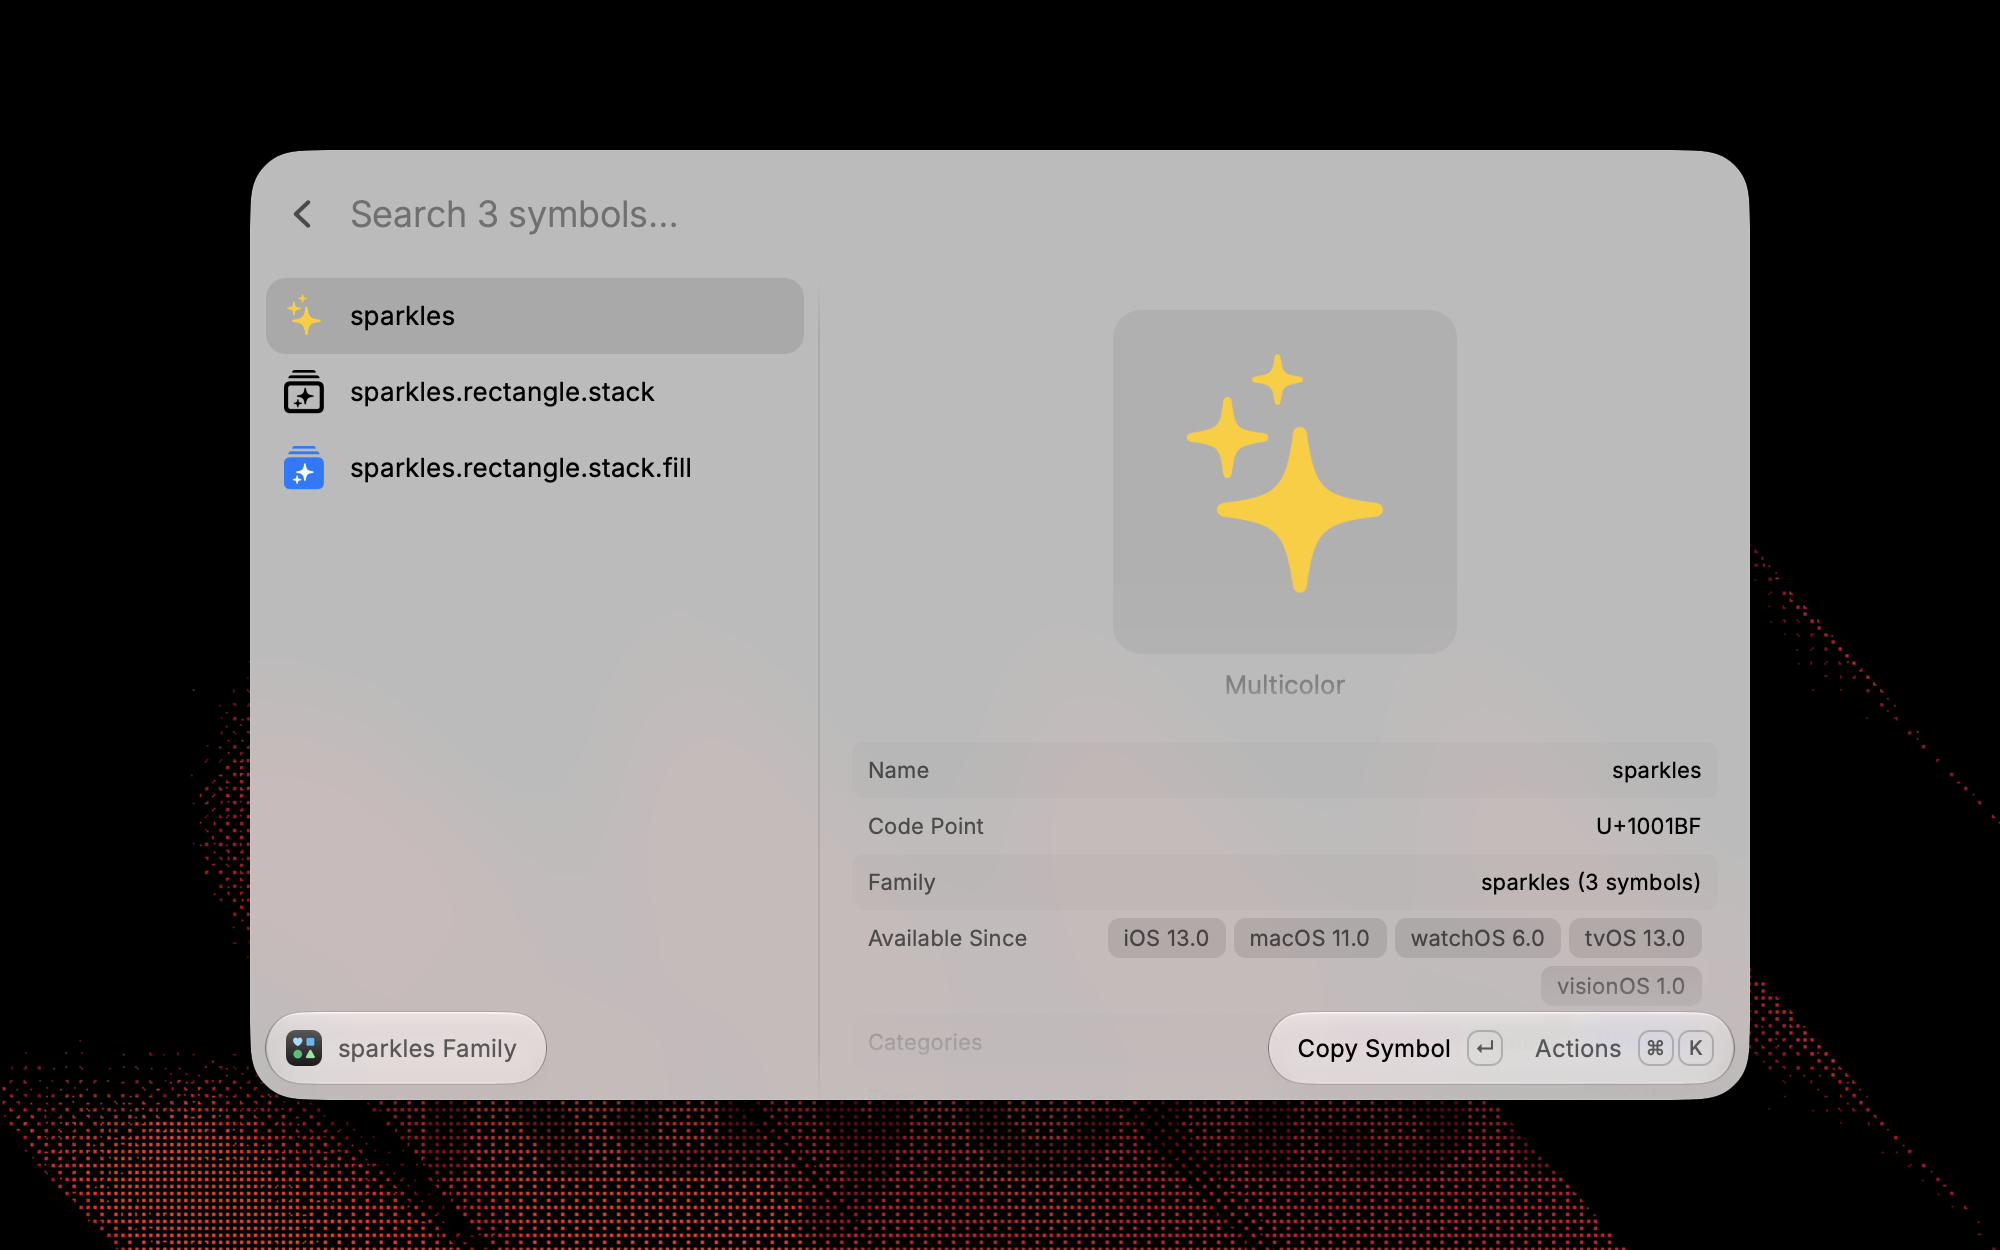 Search 3 symbols...
sparkles
sparkles.rectangle.stack
sparkles.rectangle.stack.fill
Multicolor
Name sparkles
Code Point U+1001BF
Family sparkles (3 symbols)
Available Since iOS 13.0 macOS 11.0 watchOS 6.0 tvOS 13.0
visionOS 1.0
Categories
sparkles Family
Copy Symbol ↵ Actions ⌘ K